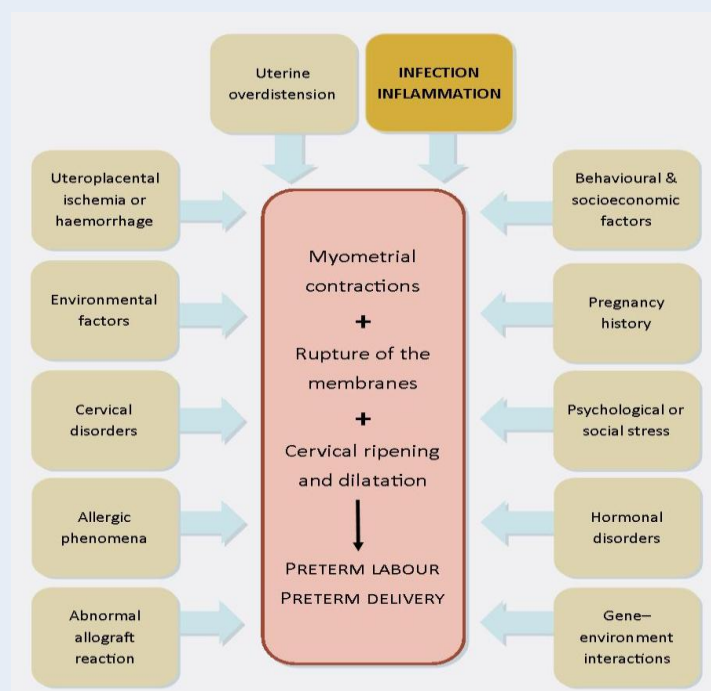 Uterine
overdistension
INFECTION
INFLAMMATION
Uteroplacental
ischemia or
haemorrhage
Environmental
factors
Cervical
disorders
Allergic
phenomena
Abnormal
allograft
reaction
Myometrial
contractions
+
Rupture of the
membranes
+
Cervical ripening
and dilatation
PRETERM LABOUR
PRETERM DELIVERY
Behavioural &
socioeconomic
factors
Pregnancy
history
Psychological or
social stress
Hormonal
disorders
Gene–
environment
interactions